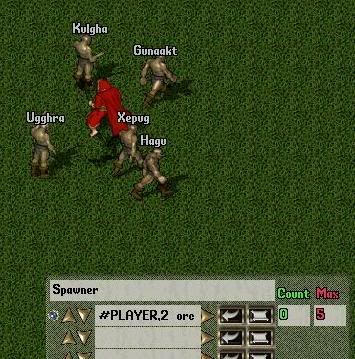 Kulgha
Gunaakt
Ugghra
Xepug
Hagu
Spawner
Count Max
#PLAYER,2 orc
0 5